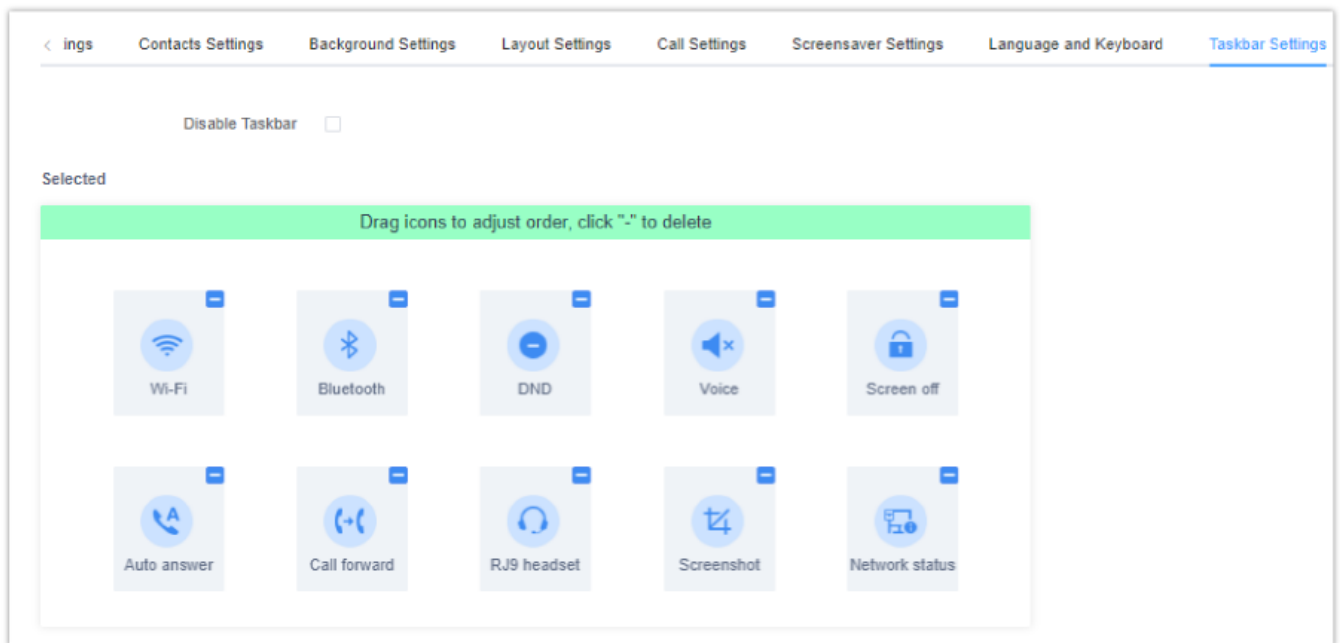 ings Contacts Settings Background Settings Layout Settings Call Settings Screensaver Settings Language and Keyboard Taskbar Settings
Disable Taskbar
Selected
Drag icons to adjust order, click "-" to delete
Wi-Fi Bluetooth DND Voice Screen off
Auto answer Call forward RJ9 headset Screenshot Network status